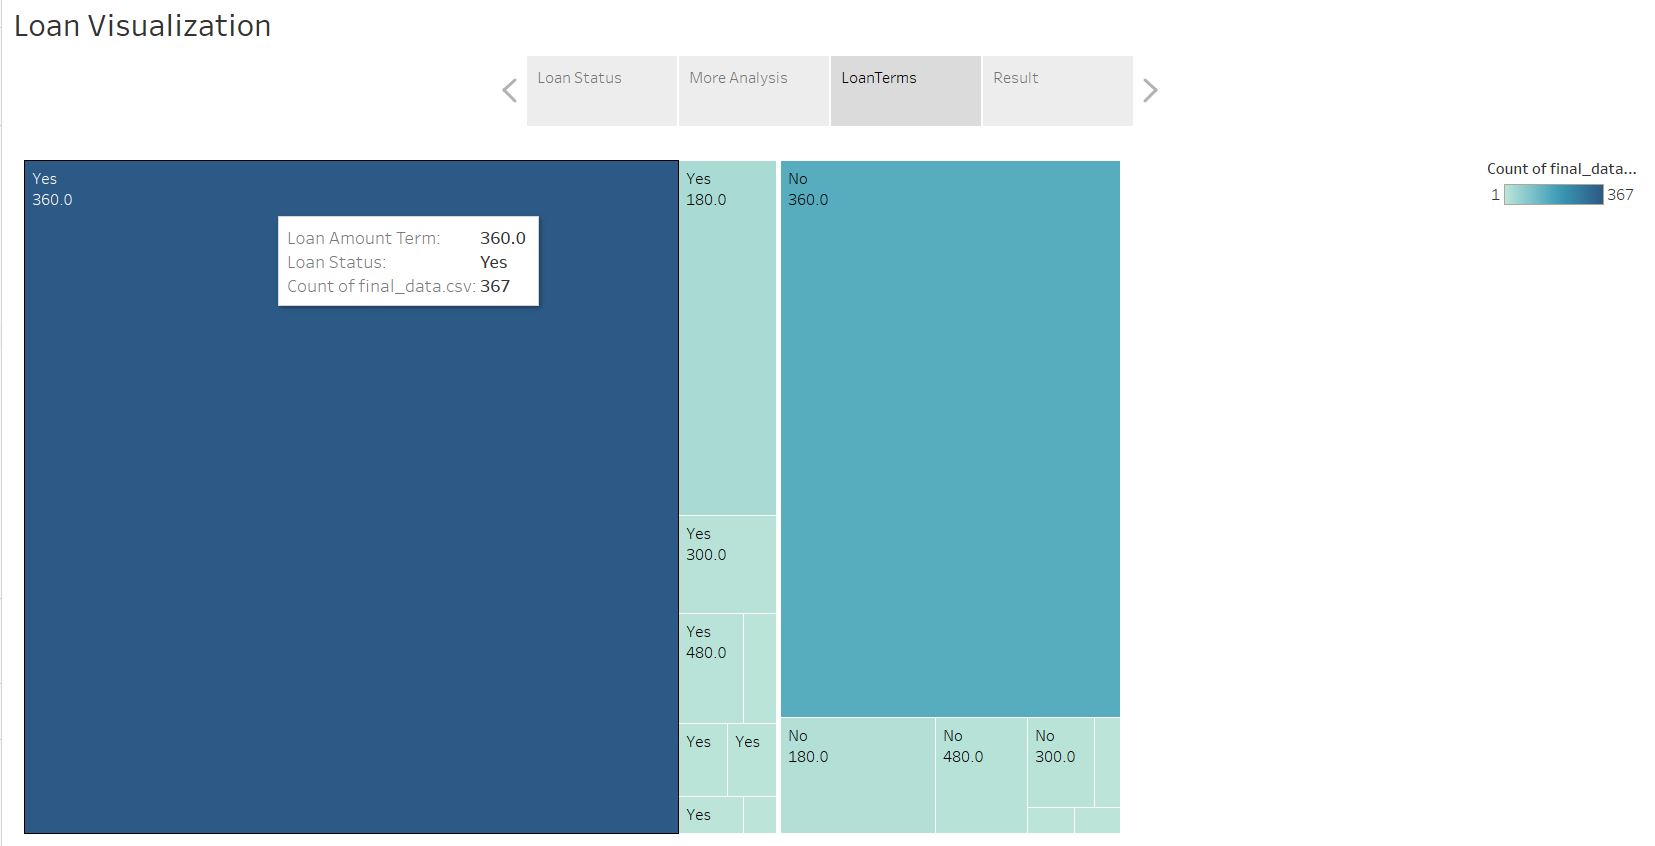 Loan Visualization
Loan Status
More Analysis
LoanTerms
Result
Yes
360.0
Loan Amount Term: 360.0
Loan Status: Yes
Count of final_data.csv: 367
Yes
180.0
Yes
300.0
Yes
480.0
Yes
Yes
Yes
No
360.0
No
180.0
No
480.0
No
300.0
Count of final_data...
1 367